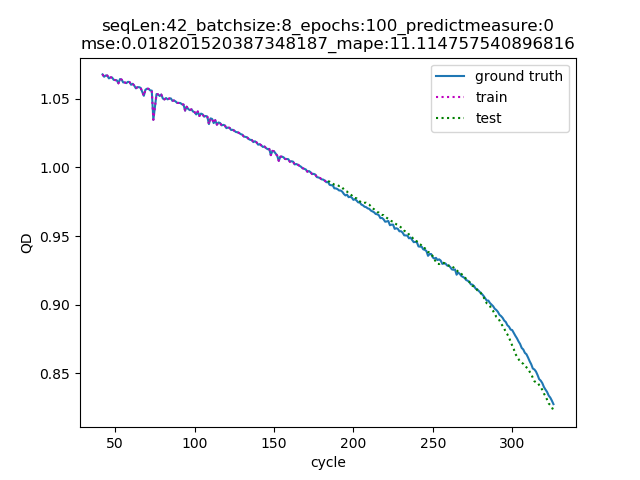 seqLen:42_batchsize:8_epochs:100_predictmeasure:0
mse:0.018201520387348187_mape:11.114757540896816
ground truth
train
test
1.05
1.00
0.95
0.90
0.85
QD
50 100 150 200 250 300
cycle